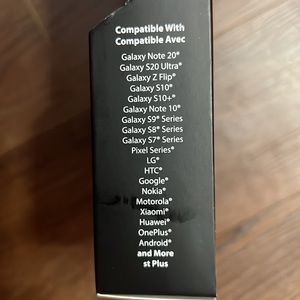 Compatible With
Compatible Avec
Galaxy Note 20®
Galaxy S20 Ultra®
Galaxy Z Flip®
Galaxy S10®
Galaxy S10+®
Galaxy Note 10®
Galaxy S9® Series
Galaxy S8® Series
Galaxy S7® Series
Pixel Series®
LG®
HTC®
Google®
Nokia®
Motorola®
Xiaomi®
Huawei®
OnePlus®
Android®
and More
st Plus